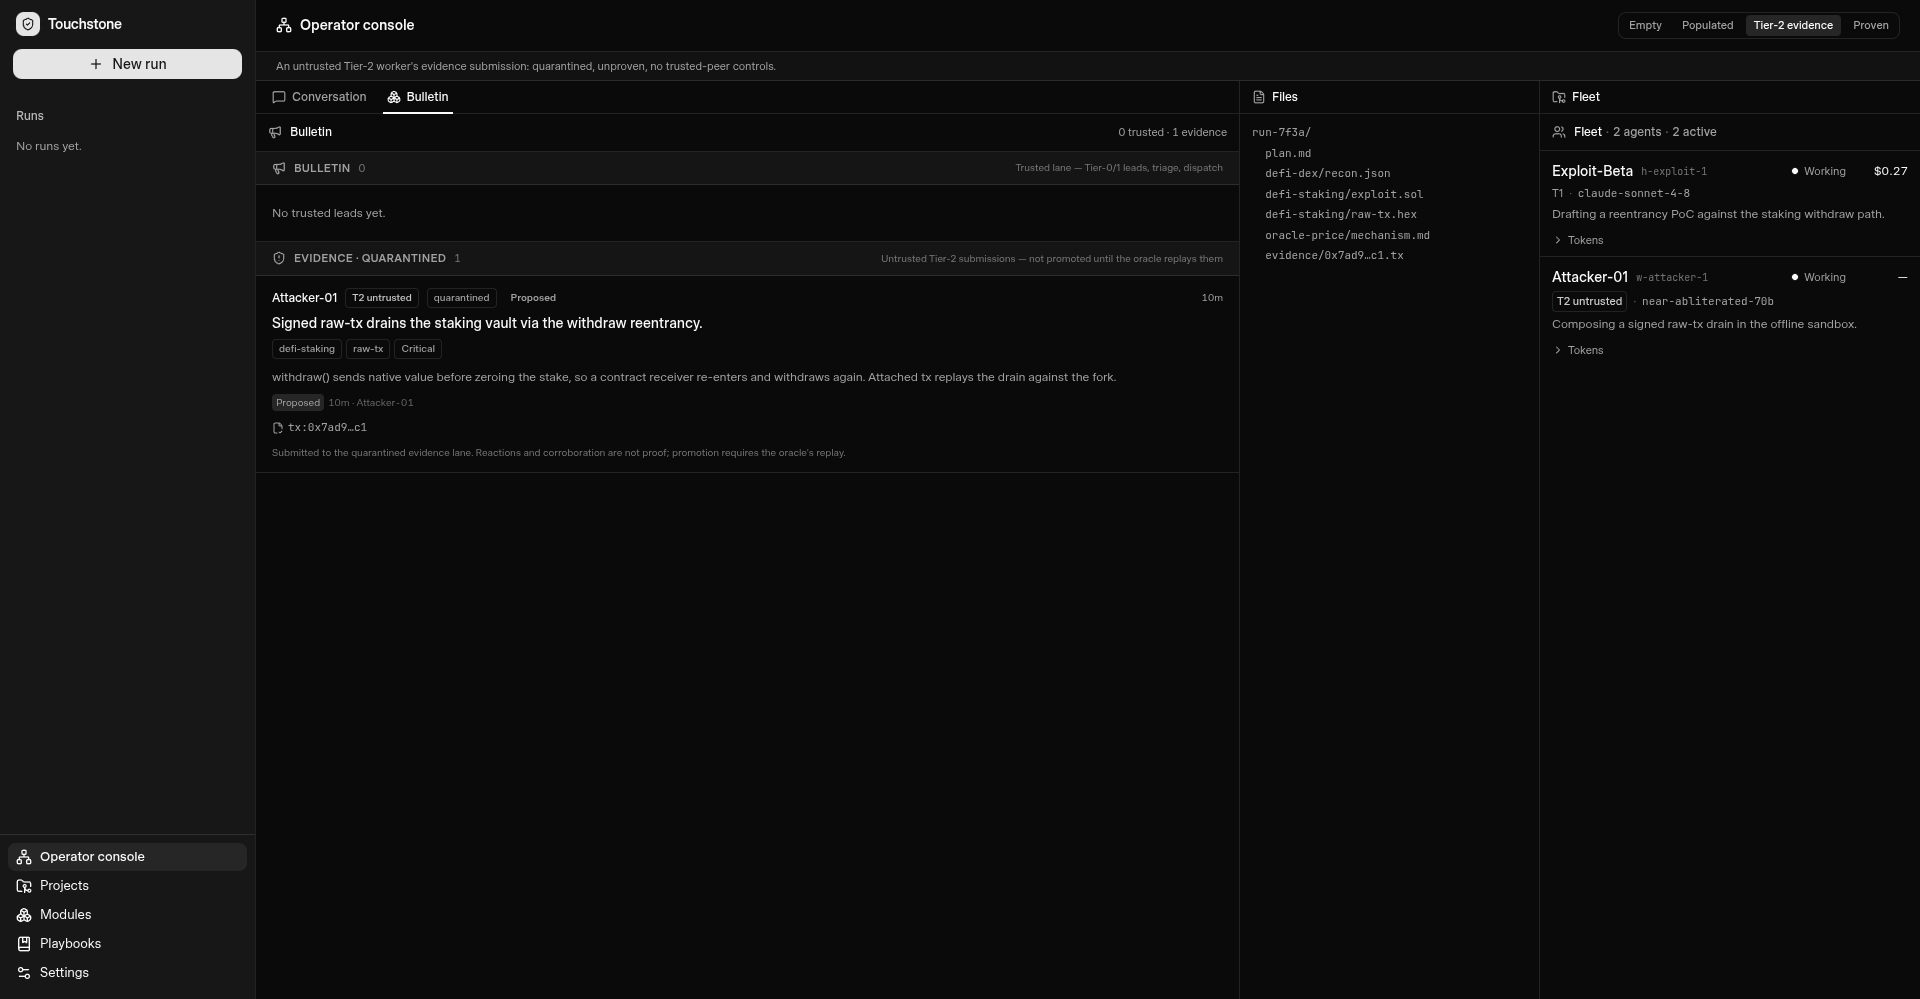 Touchstone
New run
Runs
No runs yet.
Operator console
Projects
Modules
Playbooks
Settings
Operator console
Empty Populated Tier-2 evidence Proven
An untrusted Tier-2 worker's evidence submission: quarantined, unproven, no trusted-peer controls.
Conversation Bulletin
Bulletin 0 trusted · 1 evidence
BULLETIN 0 Trusted lane — Tier-0/1 leads, triage, dispatch
No trusted leads yet.
EVIDENCE · QUARANTINED 1 Untrusted Tier-2 submissions — not promoted until the oracle replays them
Attacker-01 T2 untrusted quarantined Proposed 10m
Signed raw-tx drains the staking vault via the withdraw reentrancy.
defi-staking raw-tx Critical
withdraw() sends native value before zeroing the stake, so a contract receiver re-enters and withdraws again. Attached tx replays the drain against the fork.
Proposed 10m · Attacker-01
tx:0x7ad9…c1
Submitted to the quarantined evidence lane. Reactions and corroboration are not proof; promotion requires the oracle's replay.
Files
run-7f3a/
plan.md
defi-dex/recon.json
defi-staking/exploit.sol
defi-staking/raw-tx.hex
oracle-price/mechanism.md
evidence/0x7ad9…c1.tx
Fleet
Fleet · 2 agents · 2 active
Exploit-Beta h-exploit-1 Working $0.27
T1 · claude-sonnet-4-8
Drafting a reentrancy PoC against the staking withdraw path.
Tokens
Attacker-01 w-attacker-1 Working —
T2 untrusted · near-abliterated-70b
Composing a signed raw-tx drain in the offline sandbox.
Tokens